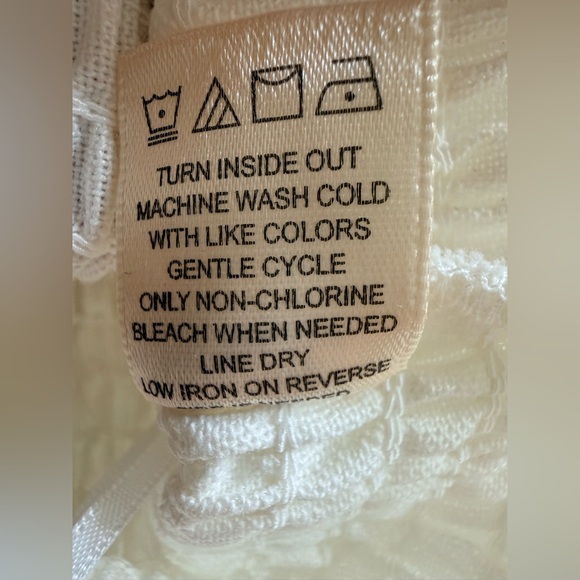 TURN INSIDE OUT
MACHINE WASH COLD
WITH LIKE COLORS
GENTLE CYCLE
ONLY NON-CHLORINE
BLEACH WHEN NEEDED
LINE DRY
LOW IRON ON REVERSE